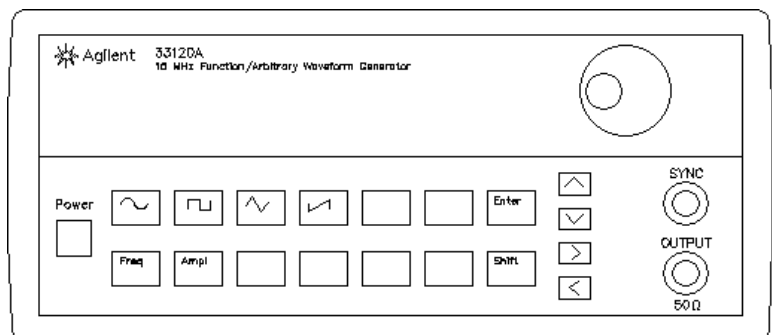 Agilent 33120A
15 MHz Function/Arbitrary Waveform Generator
SYNC
Power
Enter
OUTPUT
Freq Ampl Shift
50Ω